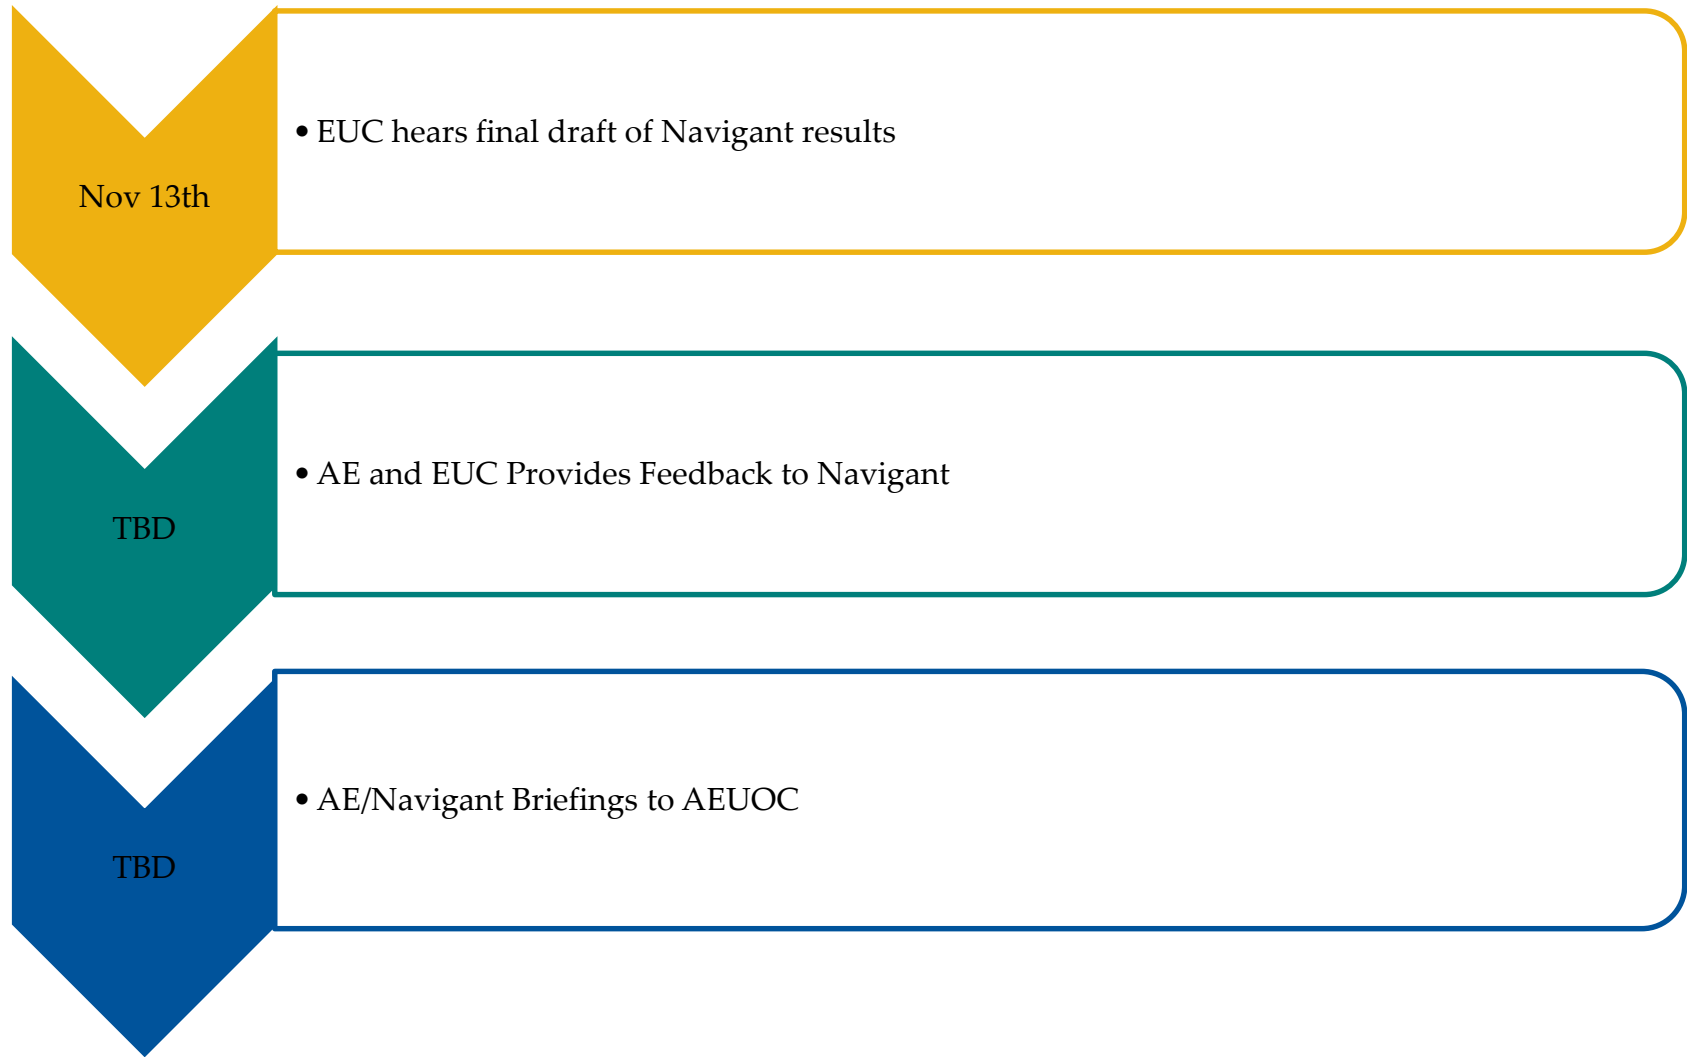 Nov 13th
• EUC hears final draft of Navigant results
TBD
• AE and EUC Provides Feedback to Navigant
TBD
• AE/Navigant Briefings to AEUOC